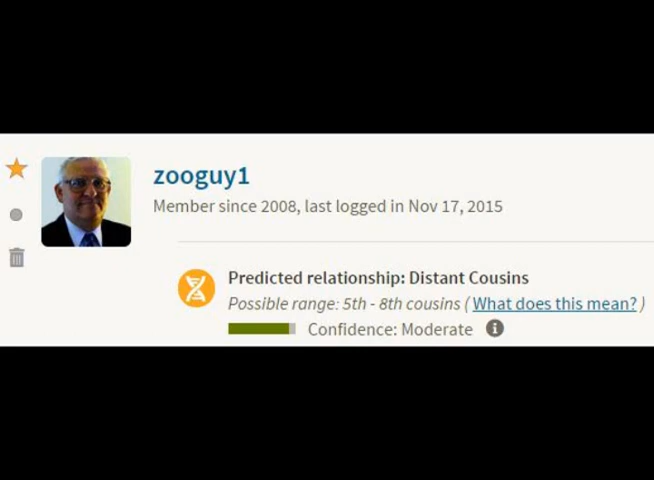 zooguy1
Member since 2008, last logged in Nov 17, 2015
Predicted relationship: Distant Cousins
Possible range: 5th - 8th cousins ( What does this mean? )
Confidence: Moderate